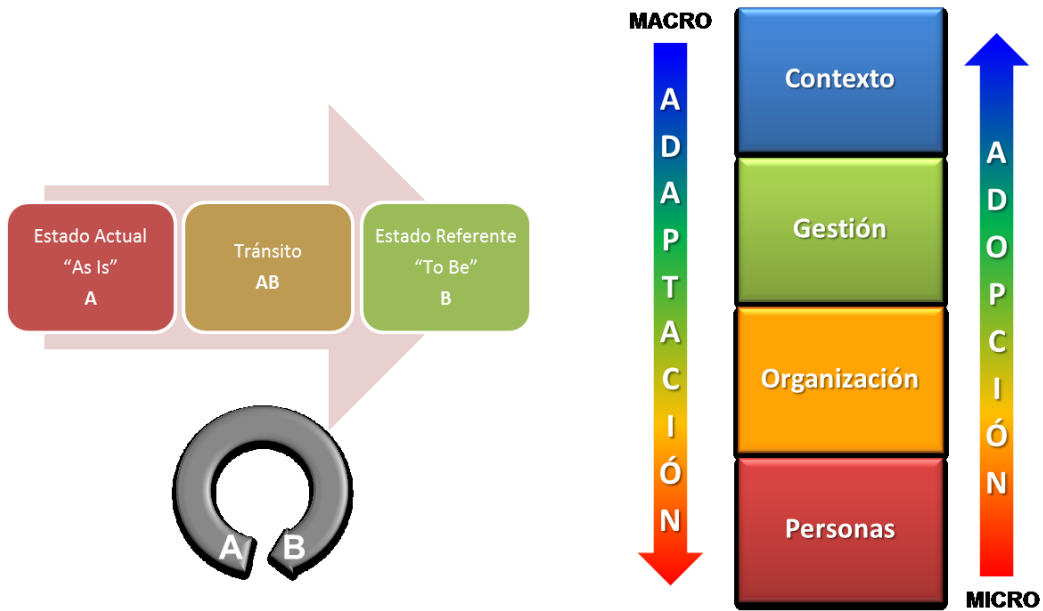 Estado Actual
“As Is”
A
Tránsito
AB
Estado Referente
“To Be”
B
A B
MACRO
ADAPTACIÓN
Contexto
Gestión
Organización
Personas
ADOPCIÓN
MICRO